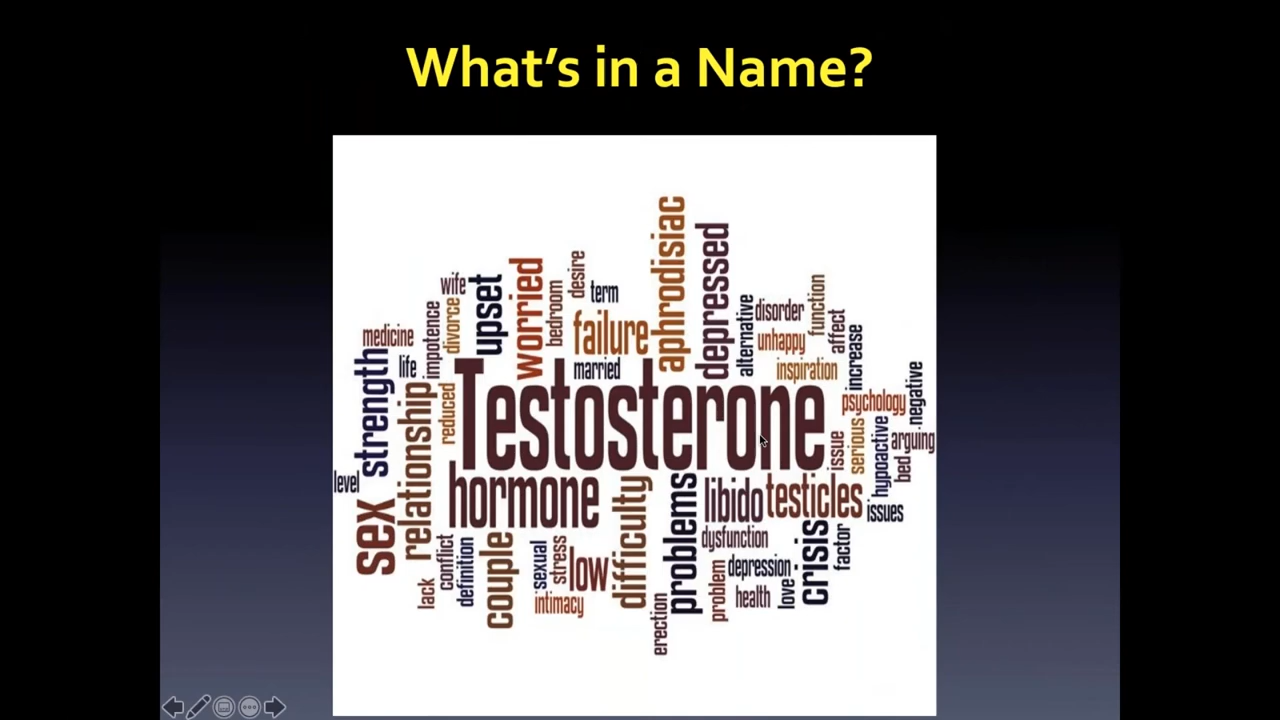 What's in a Name?
aphrodisiac
depressed
desire
worried
wife
upset
bedroom
term
function
disorder
alternative
divorce
impotence
medicine
failure
affect
unhappy
increase
life
married
inspiration
strength
relationship
reduced
Testosterone
psychology
negative
serious
issue
hypoactive
arguing
bed
level
sex
hormone
difficulty
problems
libido
testicles
issues
crisis
factor
dysfunction
conflict
definition
couple
sexual
stress
low
depression
lack
intimacy
problem
health
love
erection